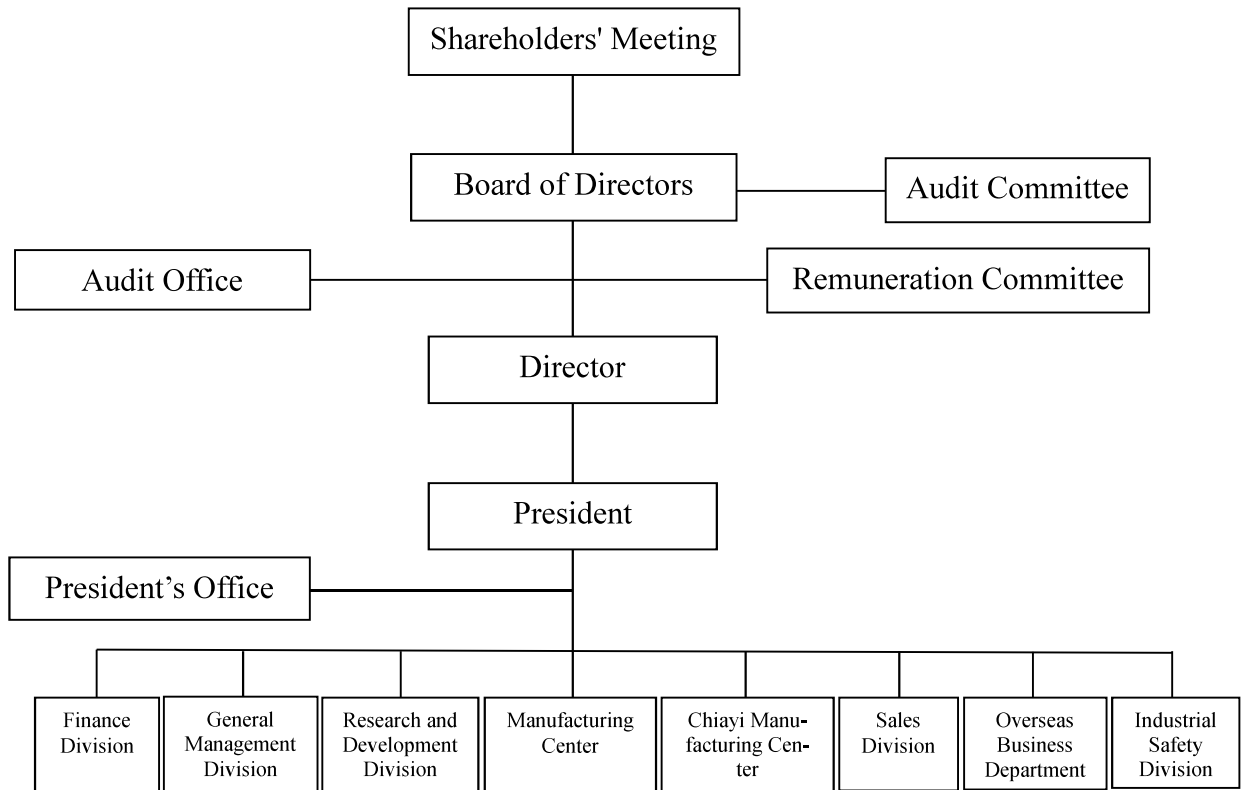 Shareholders' Meeting
Board of Directors
Audit Committee
Audit Office
Remuneration Committee
Director
President
President’s Office
Finance
Division
General
Management
Division
Research and
Development
Division
Manufacturing
Center
Chiayi Manu-
facturing Cen-
ter
Sales
Division
Overseas
Business
Department
Industrial
Safety
Division